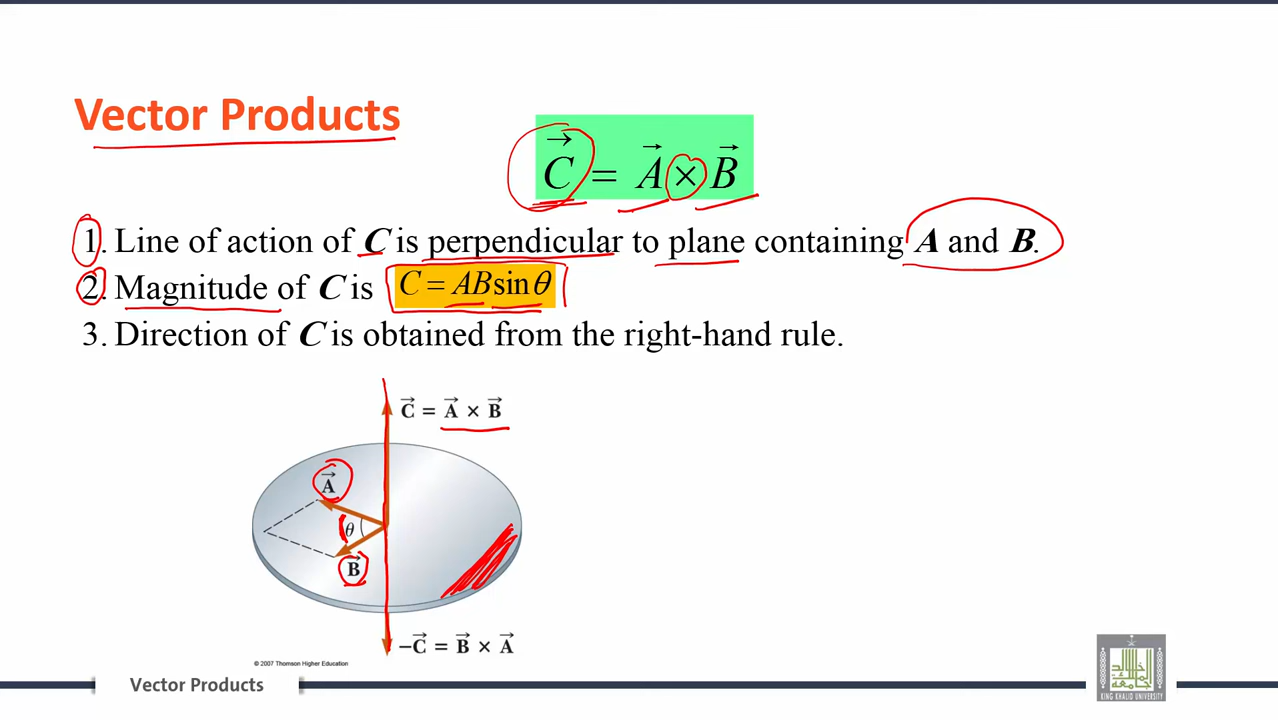 Vector Products
C⃗ = A⃗ × B⃗
1. Line of action of C is perpendicular to plane containing A and B.
2. Magnitude of C is C = AB sin θ
3. Direction of C is obtained from the right-hand rule.
C⃗ = A⃗ × B⃗
A⃗
θ
B⃗
−C⃗ = B⃗ × A⃗
© 2007 Thomson Higher Education
Vector Products
KING KHALID UNIVERSITY